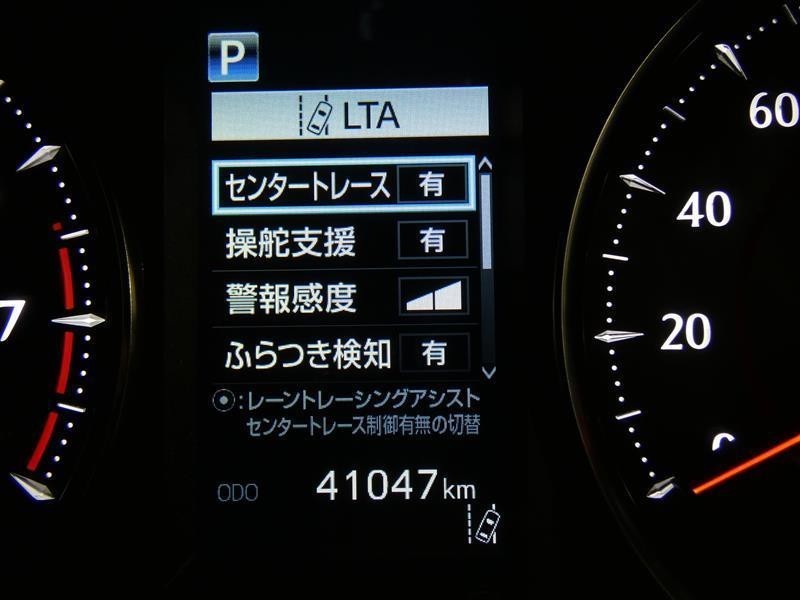 P
LTA
センタートレース 有
操舵支援 有
警報感度
ふらつき検知 有
:レーントレーシングアシスト
センタートレース制御有無の切替
ODO 41047km
7
60
40
20
0